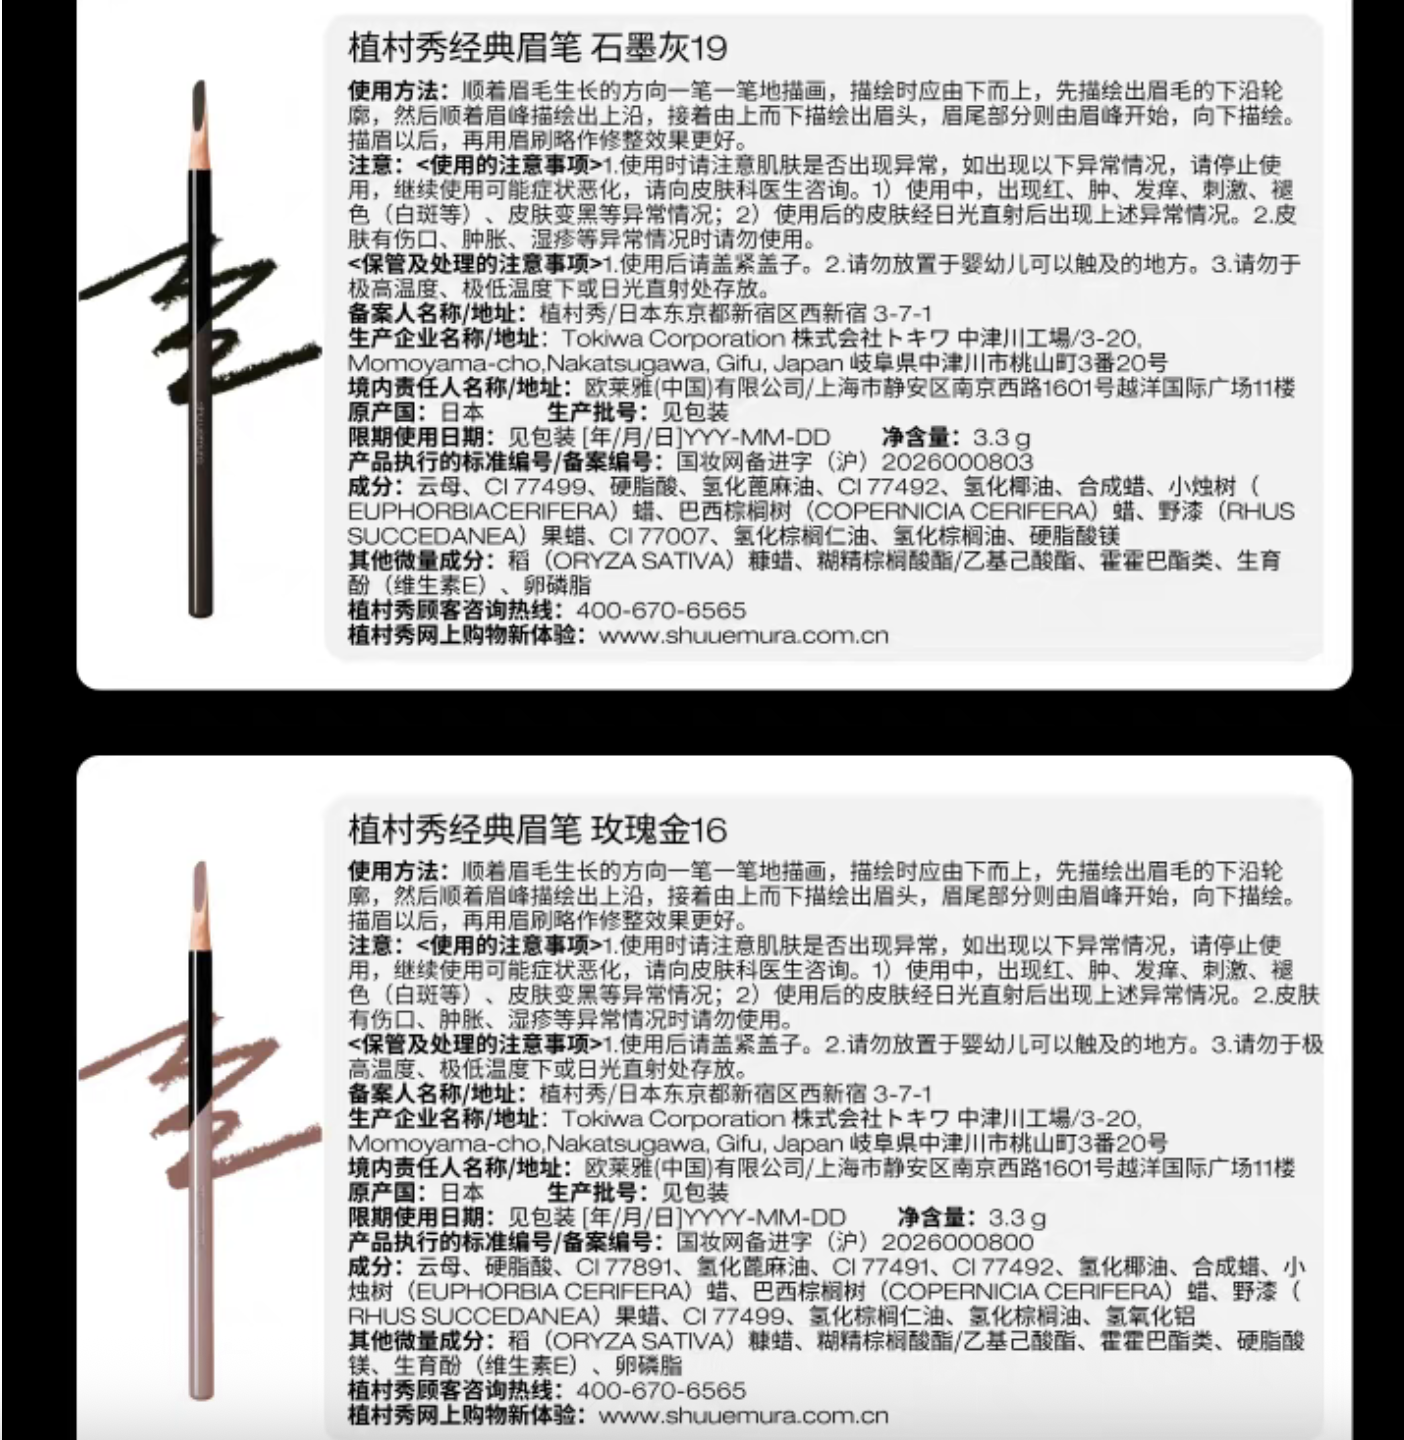 植村秀经典眉笔 石墨灰19
使用方法：顺着眉毛生长的方向一笔一笔地描画，描绘时应由下而上，先描绘出眉毛的下沿轮
廓，然后顺着眉峰描绘出上沿，接着由上而下描绘出眉头，眉尾部分则由眉峰开始，向下描绘。
描眉以后，再用眉刷略作修整效果更好。
注意：<使用的注意事项>1.使用时请注意肌肤是否出现异常，如出现以下异常情况，请停止使
用，继续使用可能症状恶化，请向皮肤科医生咨询。1）使用中，出现红、肿、发痒、刺激、褪
色（白斑等）、皮肤变黑等异常情况；2）使用后的皮肤经日光直射后出现上述异常情况。2.皮
肤有伤口、肿胀、湿疹等异常情况时请勿使用。
<保管及处理的注意事项>1.使用后请盖紧盖子。2.请勿放置于婴幼儿可以触及的地方。3.请勿于
极高温度、极低温度下或日光直射处存放。
备案人名称/地址：植村秀/日本东京都新宿区西新宿 3-7-1
生产企业名称/地址：Tokiwa Corporation 株式会社トキワ 中津川工場/3-20,
Momoyama-cho,Nakatsugawa, Gifu, Japan 岐阜県中津川市桃山町3番20号
境内责任人名称/地址：欧莱雅(中国)有限公司/上海市静安区南京西路1601号越洋国际广场11楼
原产国：日本 生产批号：见包装
限期使用日期：见包装 [年/月/日]YYY-MM-DD 净含量：3.3 g
产品执行的标准编号/备案编号：国妆网备进字（沪）2026000803
成分：云母、CI 77499、硬脂酸、氢化蓖麻油、CI 77492、氢化椰油、合成蜡、小烛树（
EUPHORBIACERIFERA）蜡、巴西棕榈树（COPERNICIA CERIFERA）蜡、野漆（RHUS
SUCCEDANEA）果蜡、CI 77007、氢化棕榈仁油、氢化棕榈油、硬脂酸镁
其他微量成分：稻（ORYZA SATIVA）糠蜡、糊精棕榈酸酯/乙基己酸酯、霍霍巴酯类、生育
酚（维生素E）、卵磷脂
植村秀顾客咨询热线：400-670-6565
植村秀网上购物新体验：www.shuuemura.com.cn
植村秀经典眉笔 玫瑰金16
使用方法：顺着眉毛生长的方向一笔一笔地描画，描绘时应由下而上，先描绘出眉毛的下沿轮
廓，然后顺着眉峰描绘出上沿，接着由上而下描绘出眉头，眉尾部分则由眉峰开始，向下描绘。
描眉以后，再用眉刷略作修整效果更好。
注意：<使用的注意事项>1.使用时请注意肌肤是否出现异常，如出现以下异常情况，请停止使
用，继续使用可能症状恶化，请向皮肤科医生咨询。1）使用中，出现红、肿、发痒、刺激、褪
色（白斑等）、皮肤变黑等异常情况；2）使用后的皮肤经日光直射后出现上述异常情况。2.皮肤
有伤口、肿胀、湿疹等异常情况时请勿使用。
<保管及处理的注意事项>1.使用后请盖紧盖子。2.请勿放置于婴幼儿可以触及的地方。3.请勿于极
高温度、极低温度下或日光直射处存放。
备案人名称/地址：植村秀/日本东京都新宿区西新宿 3-7-1
生产企业名称/地址：Tokiwa Corporation 株式会社トキワ 中津川工場/3-20,
Momoyama-cho,Nakatsugawa, Gifu, Japan 岐阜県中津川市桃山町3番20号
境内责任人名称/地址：欧莱雅(中国)有限公司/上海市静安区南京西路1601号越洋国际广场11楼
原产国：日本 生产批号：见包装
限期使用日期：见包装 [年/月/日]YYYY-MM-DD 净含量：3.3 g
产品执行的标准编号/备案编号：国妆网备进字（沪）2026000800
成分：云母、硬脂酸、CI 77891、氢化蓖麻油、CI 77491、CI 77492、氢化椰油、合成蜡、小
烛树（EUPHORBIA CERIFERA）蜡、巴西棕榈树（COPERNICIA CERIFERA）蜡、野漆（
RHUS SUCCEDANEA）果蜡、CI 77499、氢化棕榈仁油、氢化棕榈油、氢氧化铝
其他微量成分：稻（ORYZA SATIVA）糠蜡、糊精棕榈酸酯/乙基己酸酯、霍霍巴酯类、硬脂酸
镁、生育酚（维生素E）、卵磷脂
植村秀顾客咨询热线：400-670-6565
植村秀网上购物新体验：www.shuuemura.com.cn